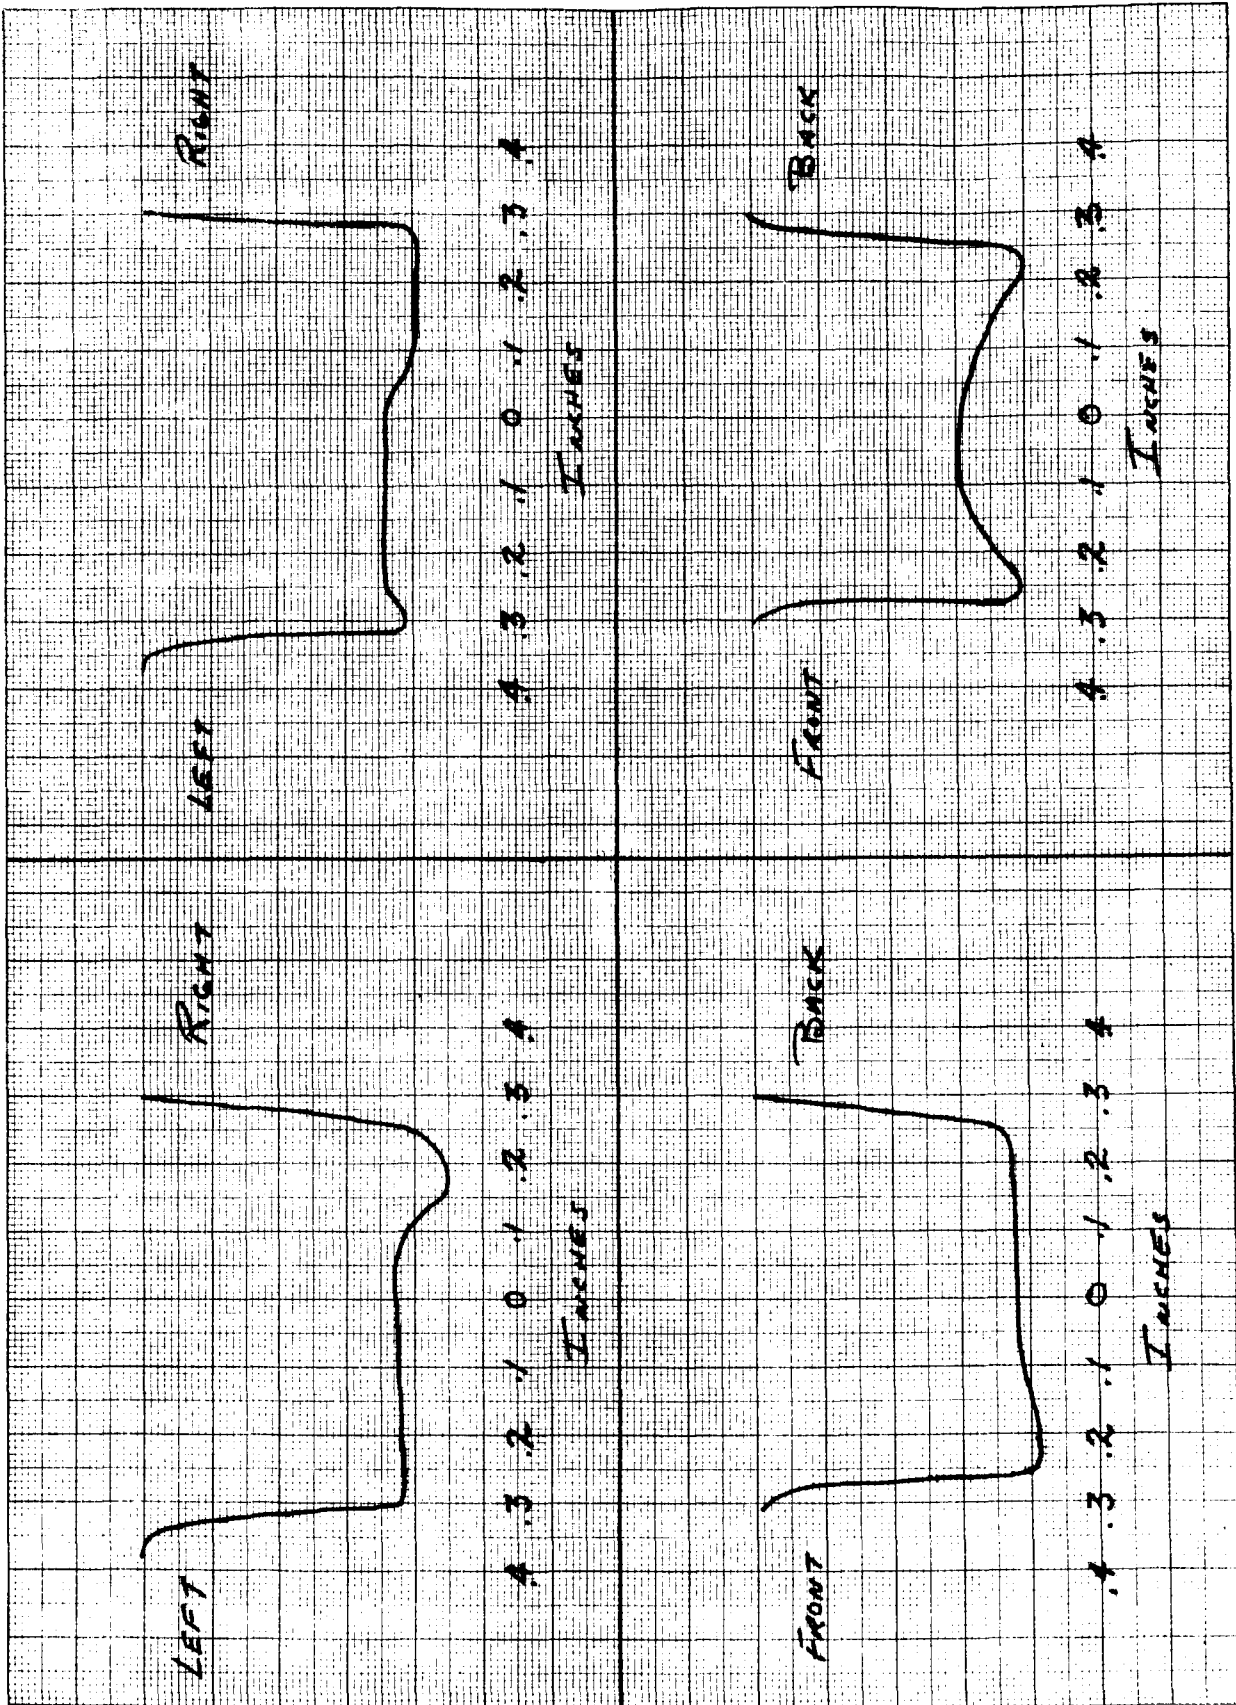 LEFT RIGHT LEFT RIGHT
.4 .3 .2 .1 0 .1 .2 .3 .4 .4 .3 .2 .1 0 .1 .2 .3 .4
INCHES INCHES
FRONT BACK FRONT BACK
.4 .3 .2 .1 0 .1 .2 .3 .4 .4 .3 .2 .1 0 .1 .2 .3 .4
INCHES INCHES